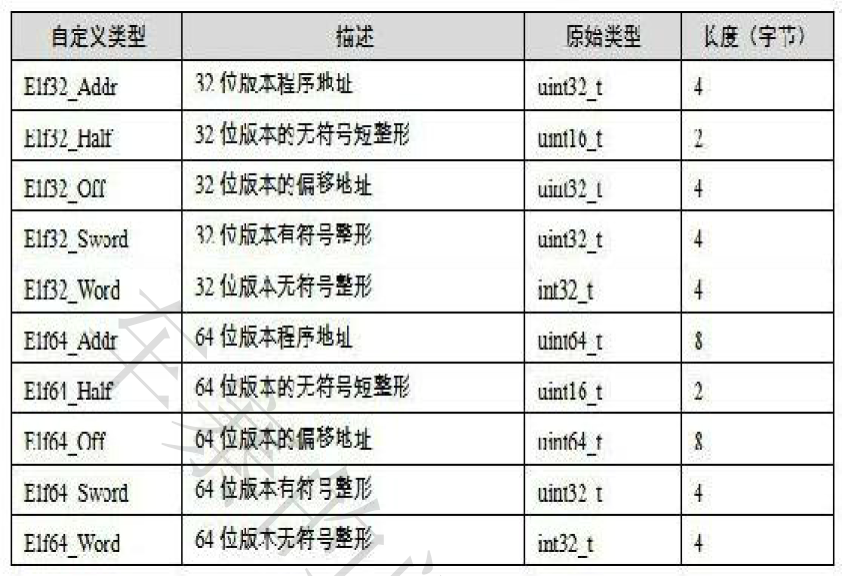 自定义类型 描述 原始类型 长度（字节）
Elf32_Addr 32 位版本程序地址 uint32_t 4
Elf32_Half 32 位版本的无符号短整形 uint16_t 2
Elf32_Off 32 位版本的偏移地址 uint32_t 4
Elf32_Sword 32 位版本有符号整形 uint32_t 4
Elf32_Word 32 位版本无符号整形 int32_t 4
Elf64_Addr 64 位版本程序地址 uint64_t 8
Elf64_Half 64 位版本的无符号短整形 uint16_t 2
Elf64_Off 64 位版本的偏移地址 uint64_t 8
Elf64_Sword 64 位版本有符号整形 uint32_t 4
Elf64_Word 64 位版本无符号整形 int32_t 4